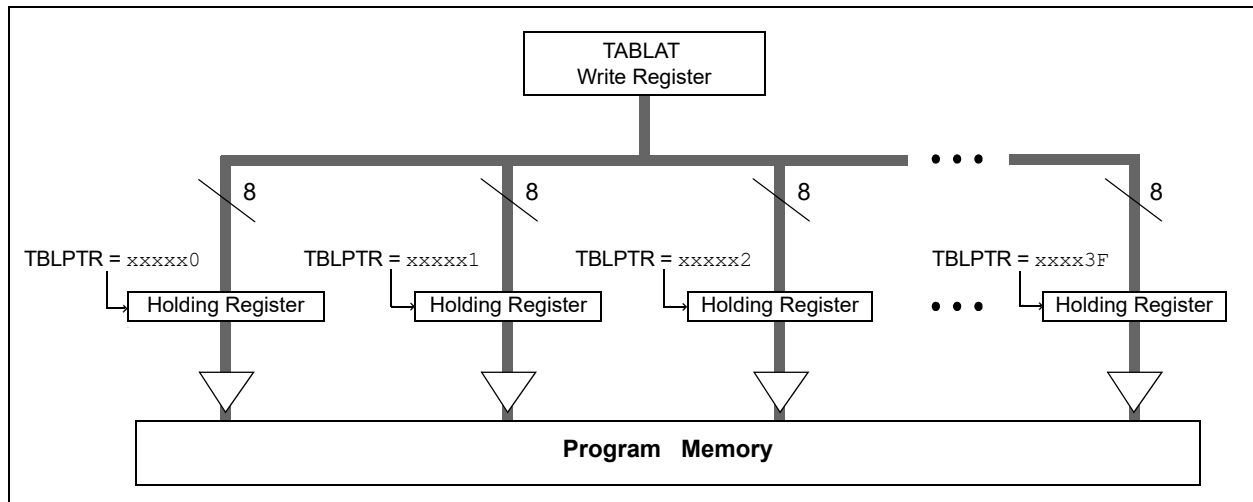 TABLAT
Write Register
8 8 8 8
TBLPTR = xxxxx0 TBLPTR = xxxxx1 TBLPTR = xxxxx2 TBLPTR = xxxx3F
Holding Register Holding Register Holding Register Holding Register
Program Memory